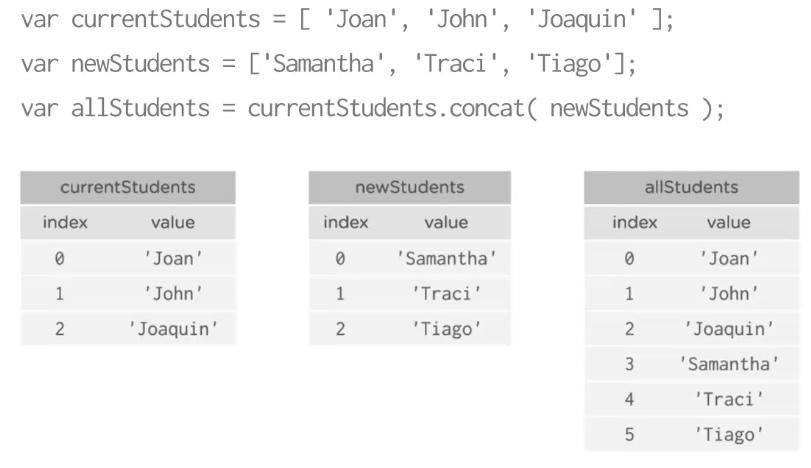 var currentStudents = [ 'Joan', 'John', 'Joaquin' ];
var newStudents = ['Samantha', 'Traci', 'Tiago'];
var allStudents = currentStudents.concat( newStudents );
currentStudents
index value
0 'Joan'
1 'John'
2 'Joaquin'
newStudents
index value
0 'Samantha'
1 'Traci'
2 'Tiago'
allStudents
index value
0 'Joan'
1 'John'
2 'Joaquin'
3 'Samantha'
4 'Traci'
5 'Tiago'